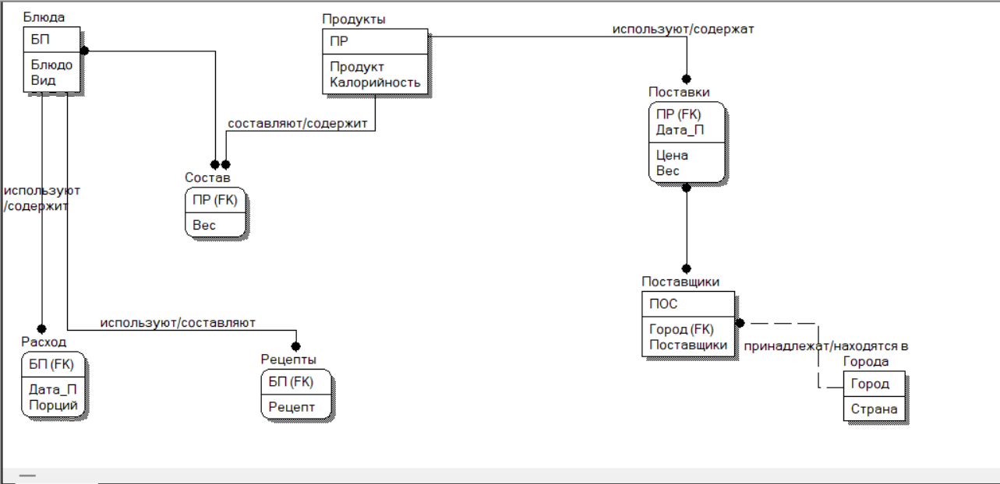 Блюда
БП
Блюдо
Вид
Продукты
ПР
Продукт
Калорийность
используют/содержат
Поставки
ПР (FK)
Дата_П
Цена
Вес
составляют/содержит
Состав
ПР (FK)
Вес
используют
/содержит
Поставщики
ПОС
Город (FK)
Поставщики
принадлежат/находятся в
Города
Город
Страна
используют/составляют
Расход
БП (FK)
Дата_П
Порций
Рецепты
БП (FK)
Рецепт